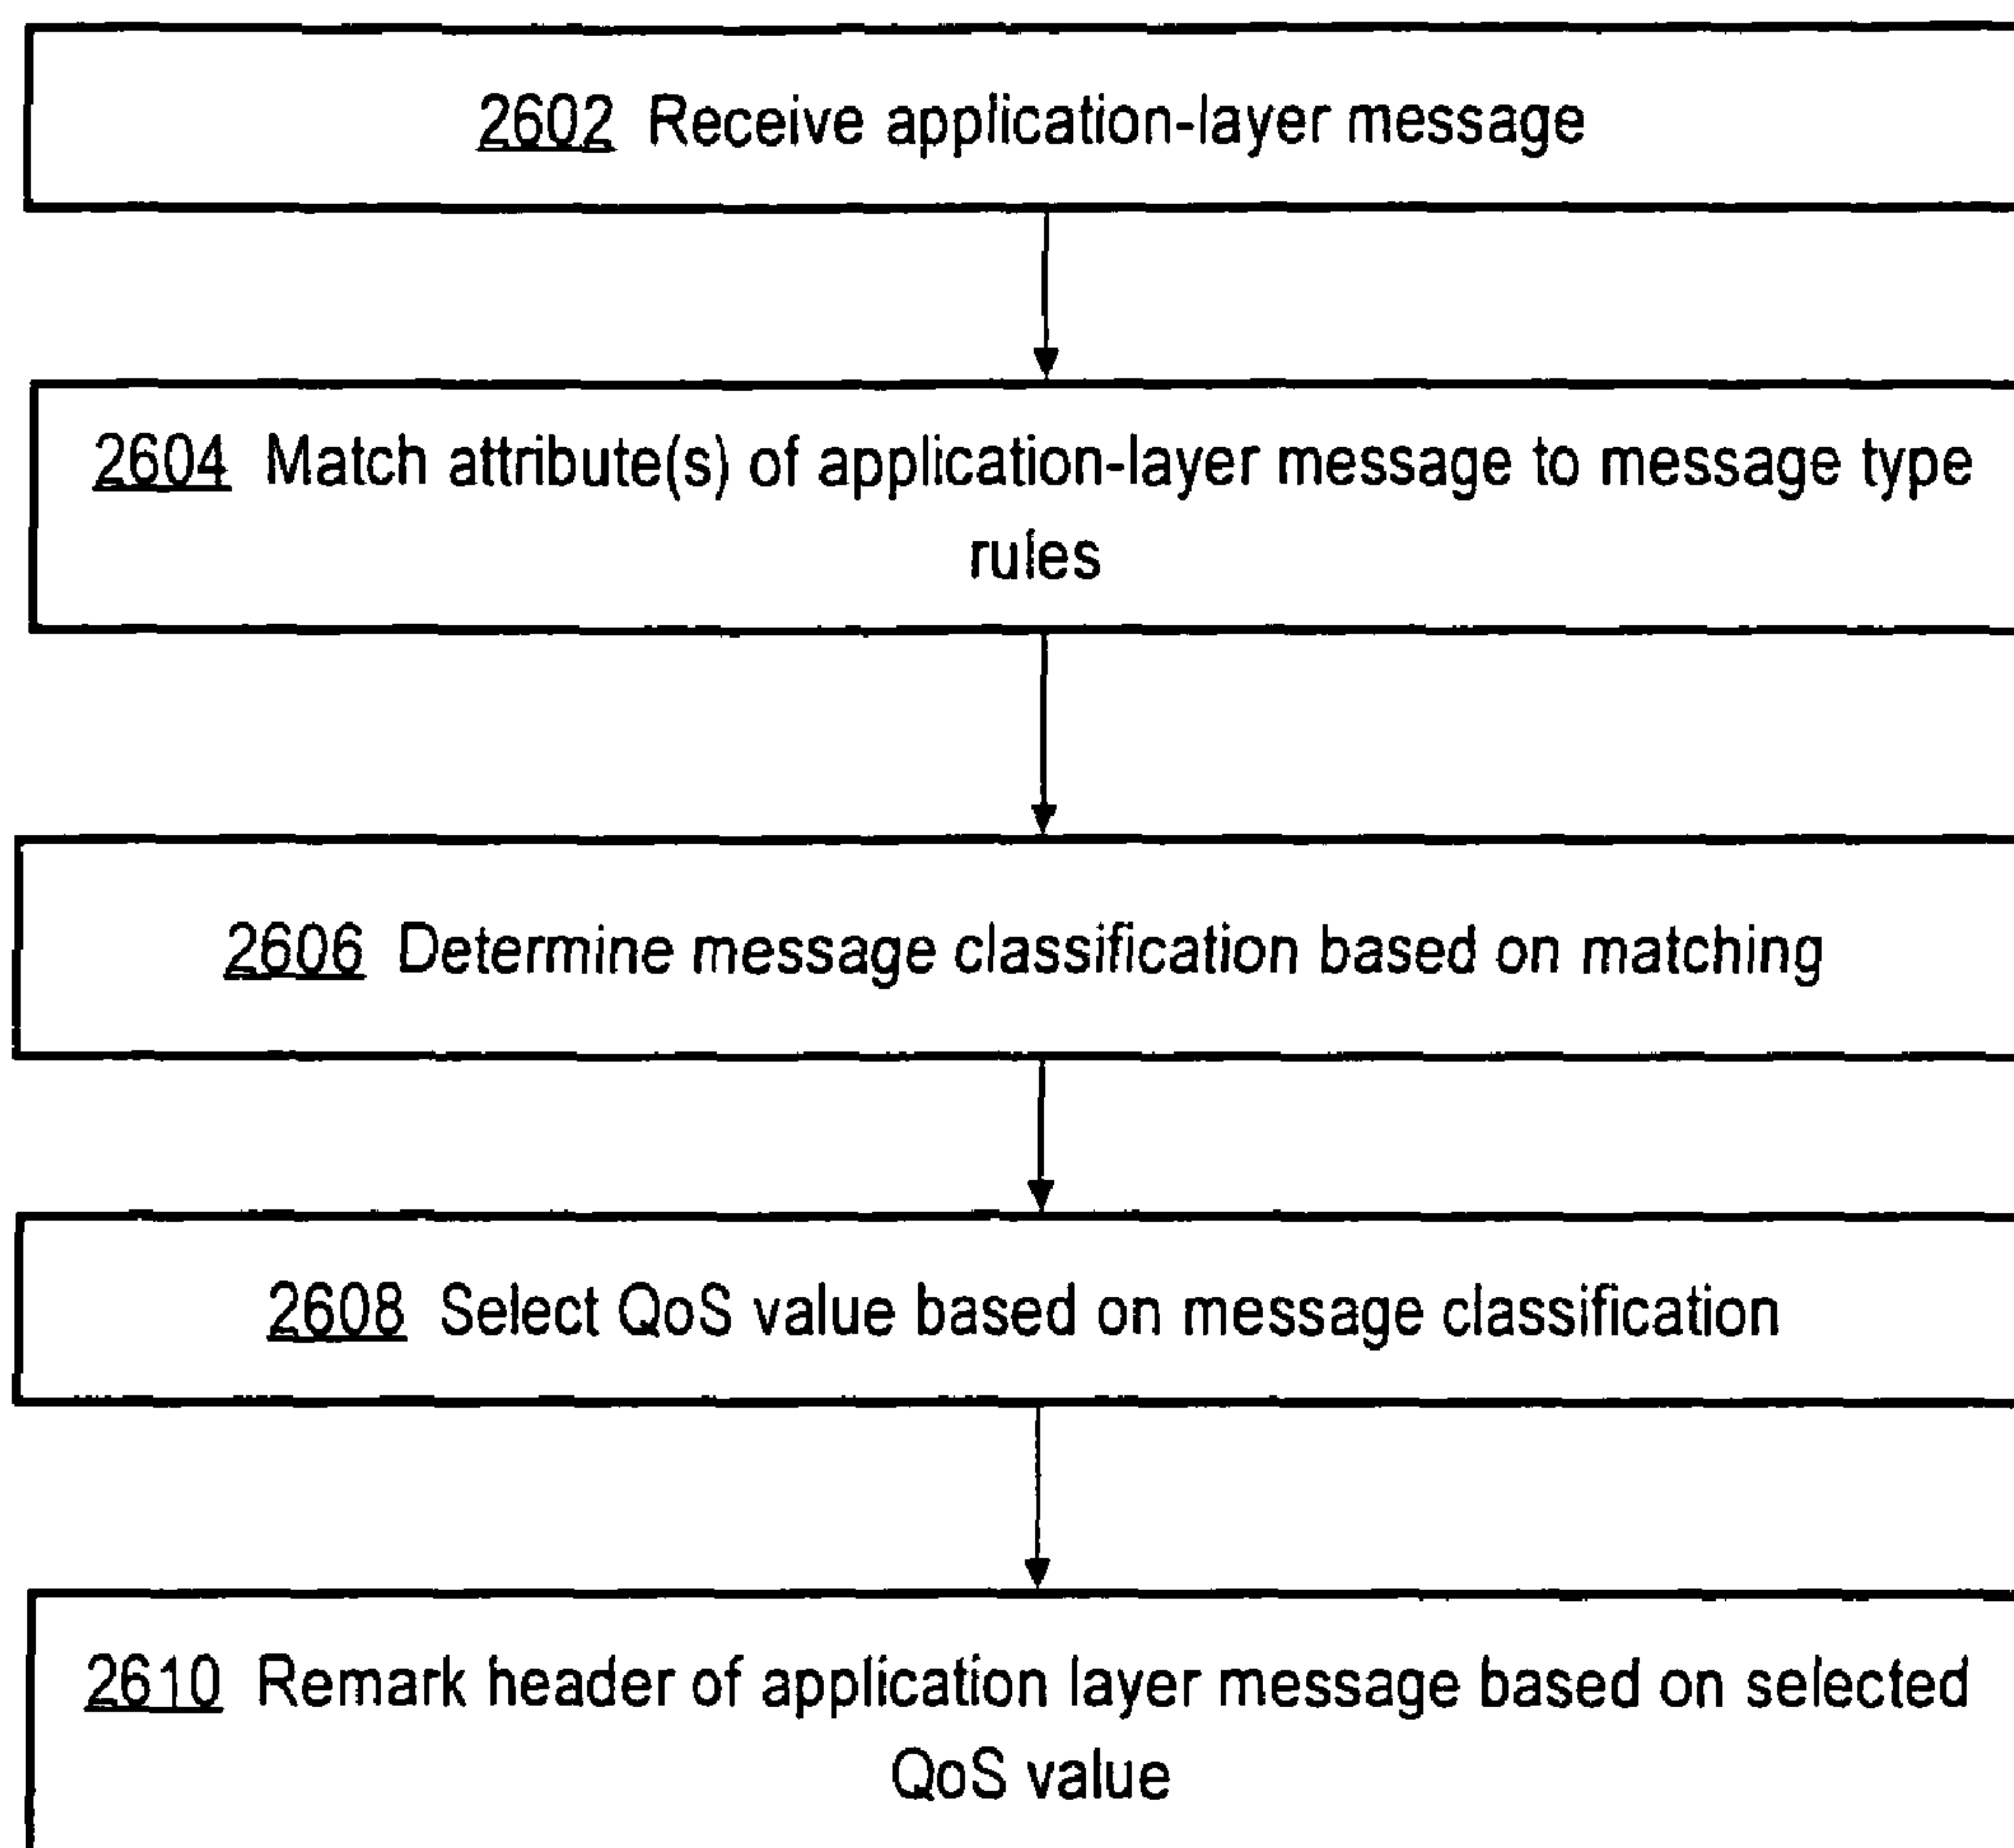 2602 Receive application-layer message
2604 Match attribute(s) of application-layer message to message type
rules
2606 Determine message classification based on matching
2608 Select QoS value based on message classification
2610 Remark header of application layer message based on selected
QoS value